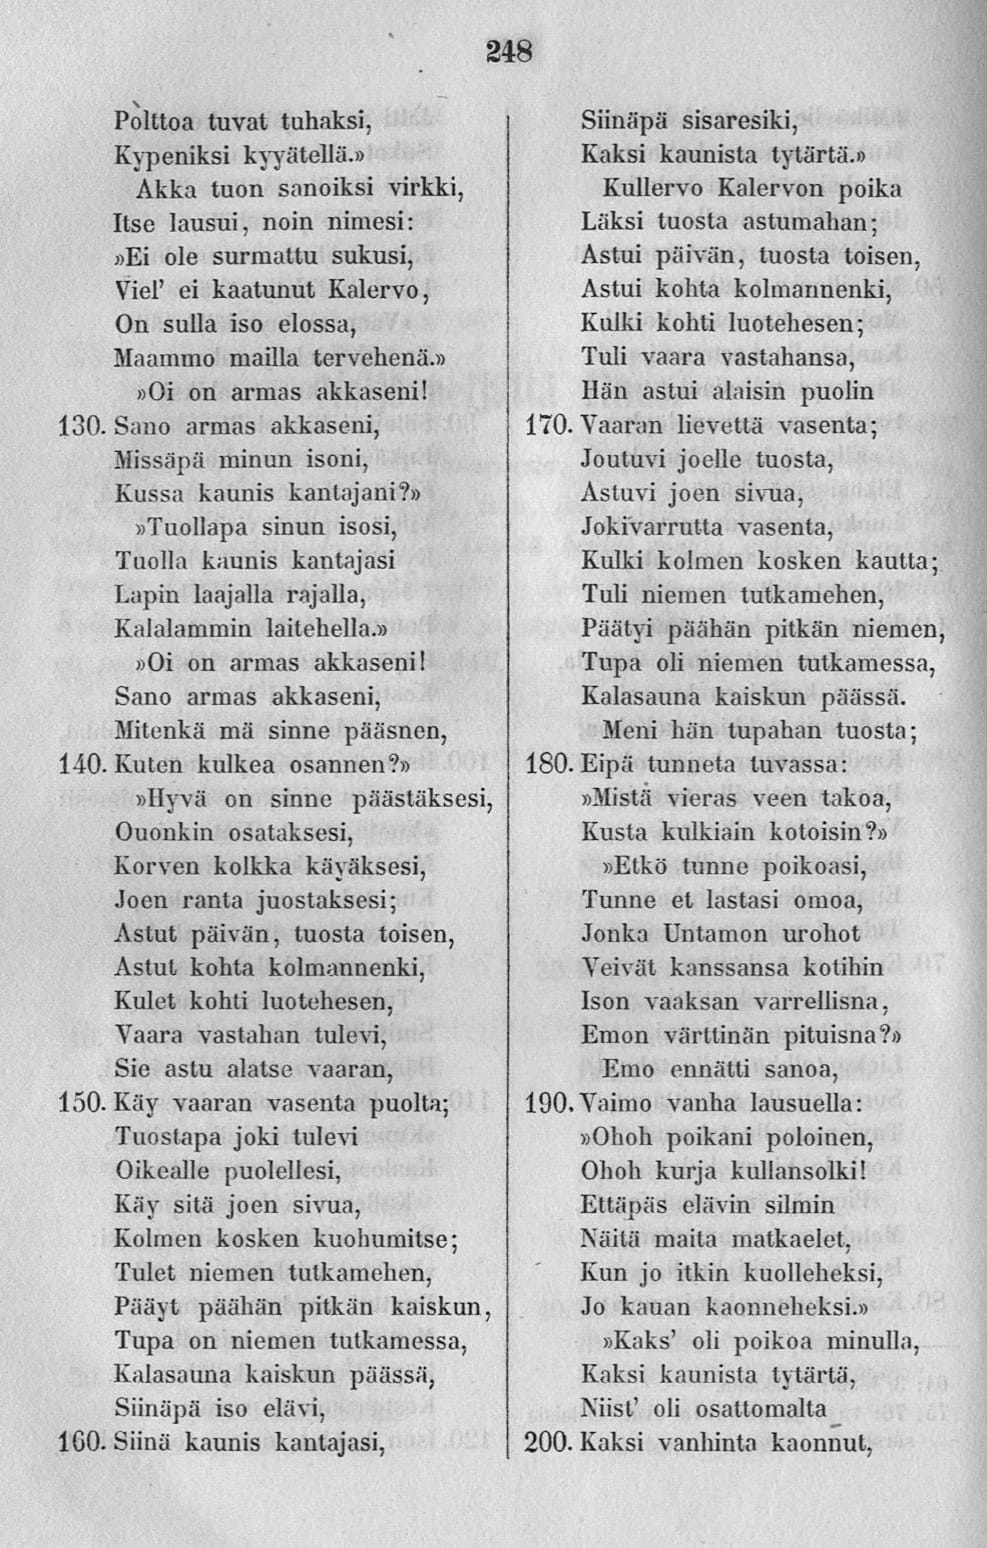 248
Polttoa tuvat tuhaksi,
Kypeniksi kyyätellä.»
Akka tuon sanoiksi virkki,
Itse lausui, noin nimesi:
»Ei ole surmattu sukusi,
Viel' ei kaatunut Kalervo,
On sulla iso elossa,
Maammo mailla tervehenä.»
»Oi on armas akkaseni!
130. Sano armas akkaseni,
Missäpä minun isoni,
Kussa kaunis kantajani?»
»Tuollapa sinun isosi,
Tuolla kaunis kantajasi
Lapin laajalla rajalla,
Kalalammin laitehella.»
»Oi on armas akkaseni!
Sano armas akkaseni,
Mitenkä mä sinne pääsnen,
140. Kuten kulkea osannen?»
»Hyvä on sinne päästäksesi,
Ouonkin osataksesi,
Korven kolkka käyäksesi,
Joen ranta juostaksesi;
Astut päivän, tuosta toisen,
Astut kohta kolmannenki,
Kulet kohti luotehesen,
Vaara vastahan tulevi,
Sie astu alatse vaaran,
150. Käy vaaran vasenta puolta;
Tuostapa joki tulevi
Oikealle puolellesi,
Käy sitä joen sivua,
Kolmen kosken kuohumitse;
Tulet niemen tutkamehen,
Pääyt päähän pitkän kaiskun,
Tupa on niemen tutkamessa,
Kalasauna kaiskun päässä,
Siinäpä iso elävi,
160. Siinä kaunis kantajasi,
Siinäpä sisaresiki,
Kaksi kaunista tytärtä.»
Kullervo Kalervon poika
Läksi tuosta astumahan;
Astui päivän, tuosta toisen,
Astui kohta kolmannenki,
Kulki kohti luotehesen;
Tuli vaara vastahansa,
Hän astui alaisin puolin
170. Vaaran lievettä vasenta;
Joutuvi joelle tuosta,
Astuvi joen sivua,
Jokivarrutta vasenta,
Kulki kolmen kosken kautta;
Tuli niemen tutkamehen,
Päätyi päähän pitkän niemen,
Tupa oli niemen tutkamessa,
Kalasauna kaiskun päässä.
Meni hän tupahan tuosta;
180. Eipä tunneta tuvassa:
»Mistä vieras veen takoa,
Kusta kulkiain kotoisin?»
»Etkö tunne poikoasi,
Tunne et lastasi omoa,
Jonka Untamon urohot
Veivät kanssansa kotihin
Ison vaaksan varrellisna,
Emon värttinän pituisna?»
Emo ennätti sanoa,
190. Vaimo vanha lausuella:
»Ohoh poikani poloinen,
Ohoh kurja kullansolki!
Ettäpäs elävin silmin
Näitä maita matkaelet,
Kun jo itkin kuolleheksi,
Jo kauan kaonneheksi.»
»Kaks' oli poikoa minulla,
Kaksi kaunista tytärtä,
Niist' oli osattomalta
200. Kaksi vanhinta kaonnut,